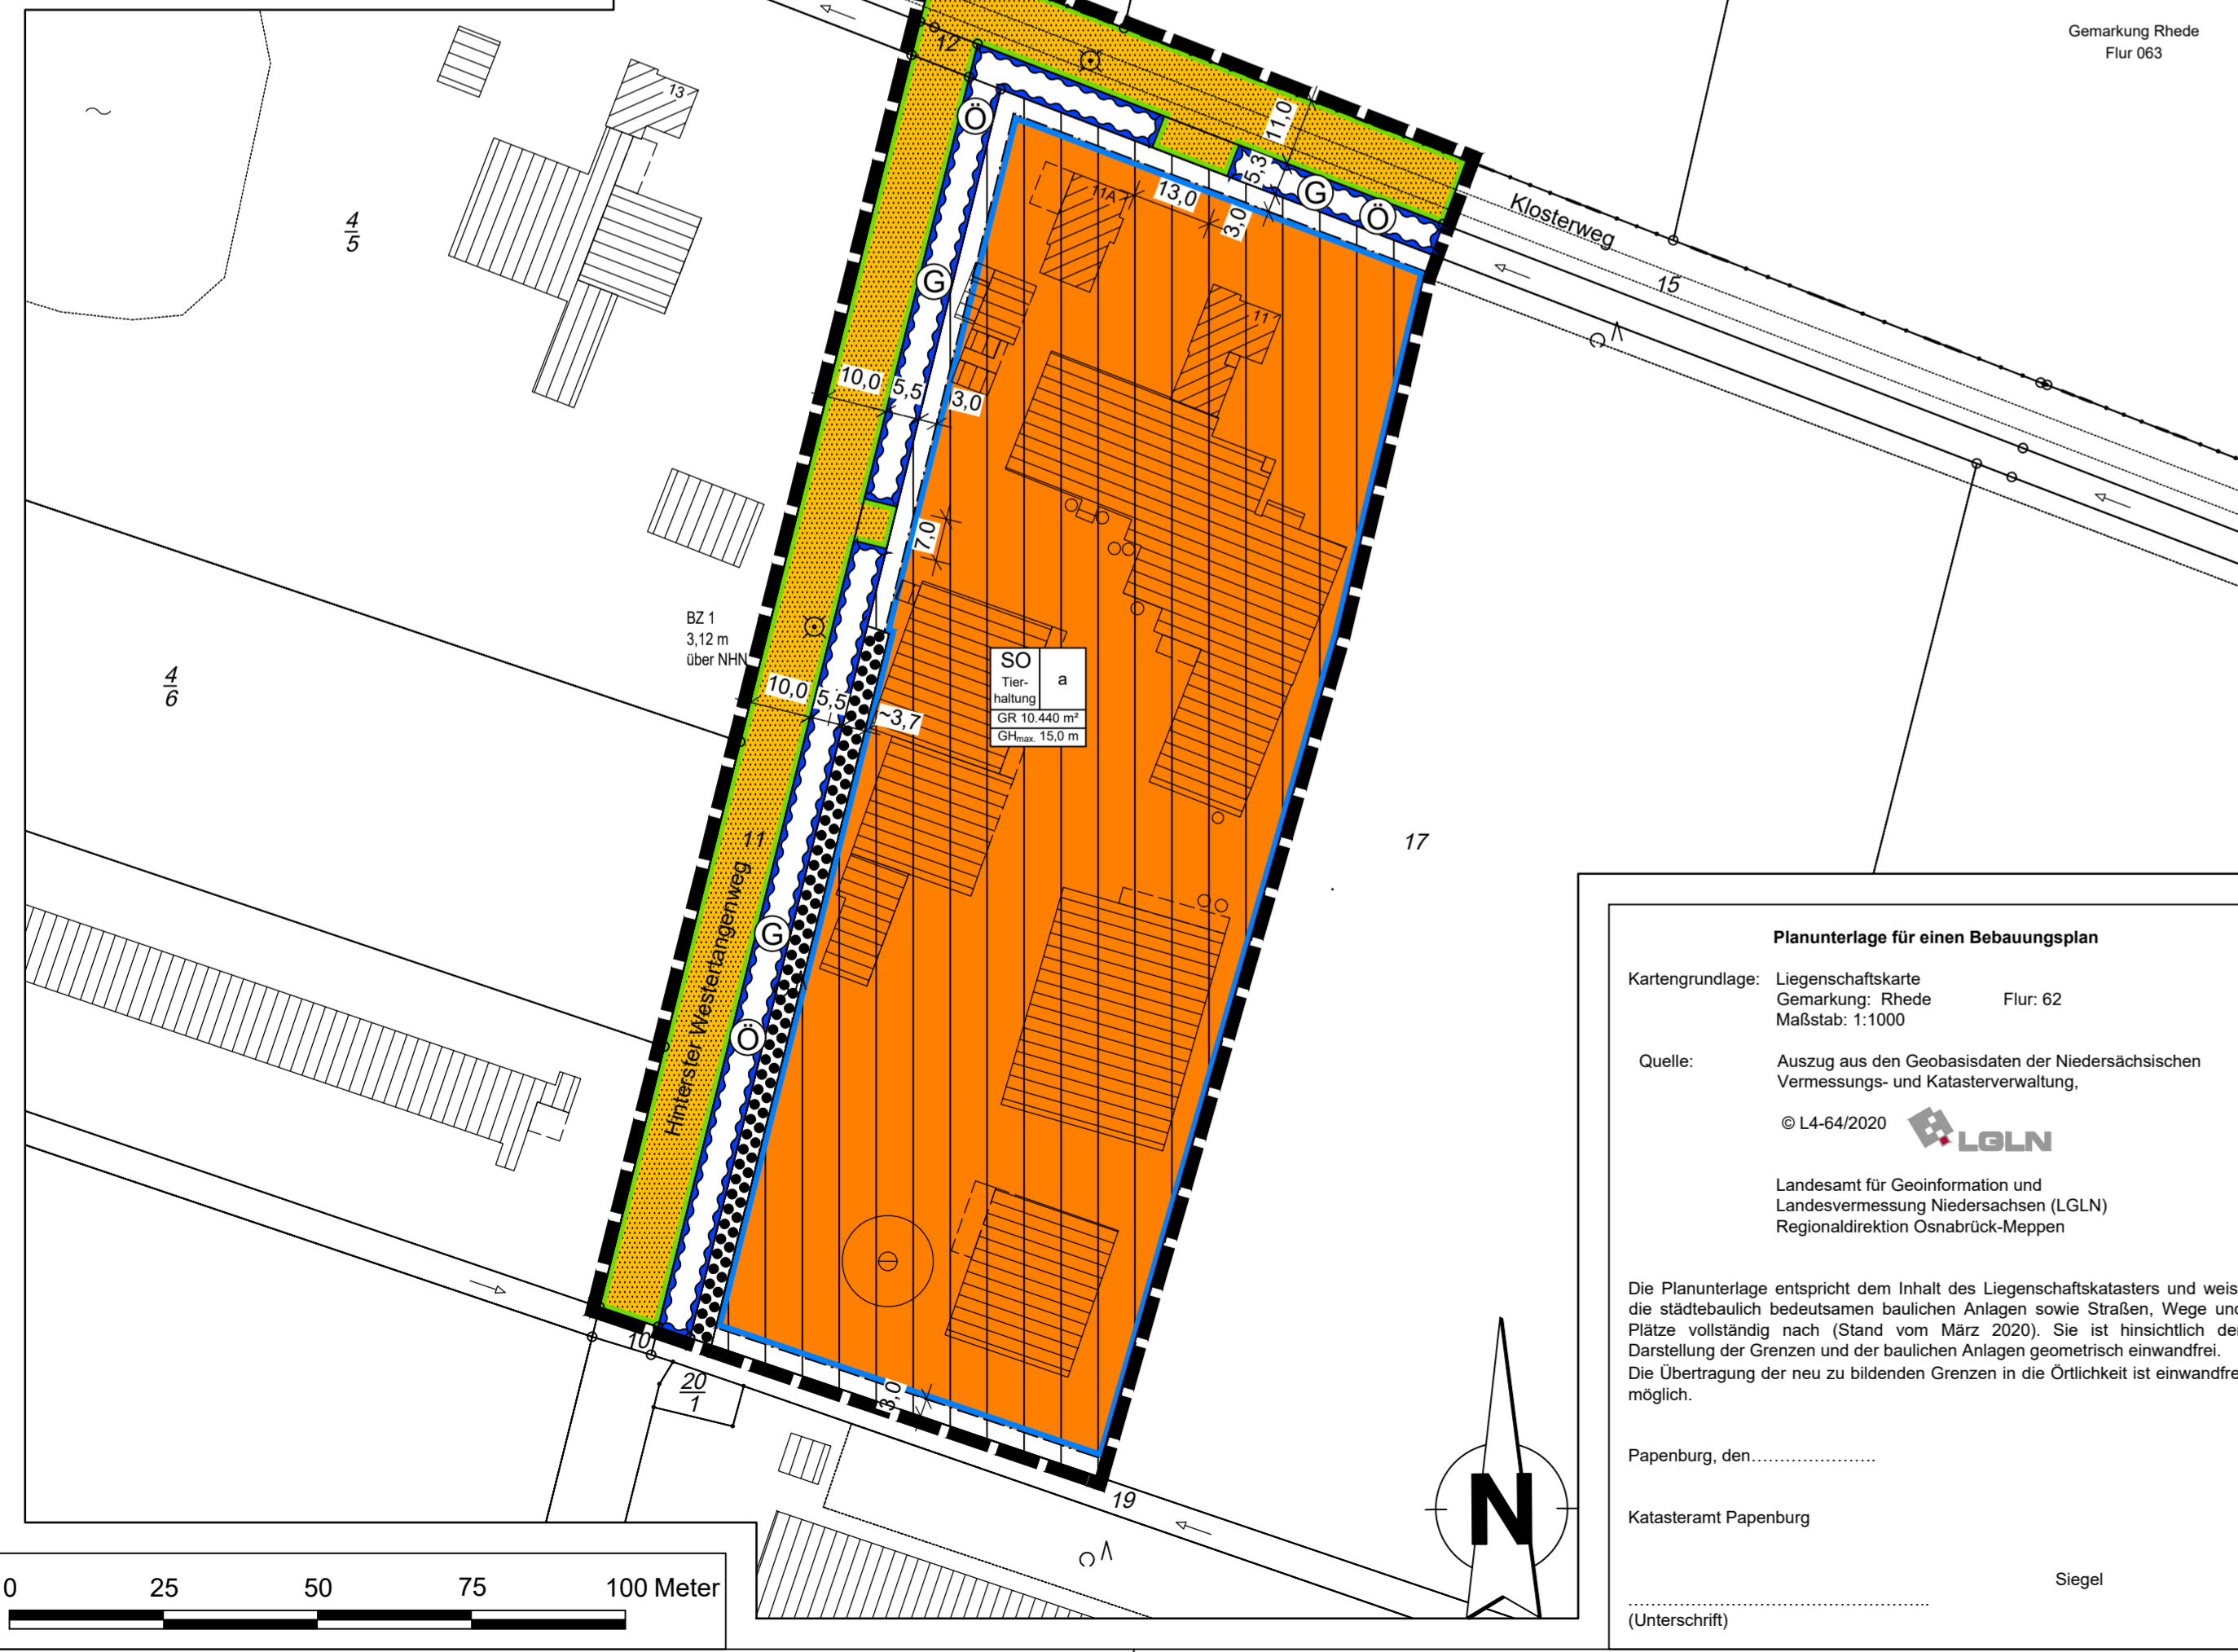 Gemarkung Rhede
Flur 063
12
13
Ö
11,0
5,3
G
Ö
11A
13,0
3,0
Klosterweg
15
4
5
G
11
10,0
5,5
3,0
7,0
BZ 1
3,12 m
über NHN
4
6
SO
Tier-
haltung
a
GR 10.440 m²
GHmax. 15,0 m
10,0
5,5
~3,7
11
Hinterster Westertangenweg
17
G
Ö
10
20
1
3,0
19
N
0 25 50 75 100 Meter
Planunterlage für einen Bebauungsplan
Kartengrundlage: Liegenschaftskarte
Gemarkung: Rhede Flur: 62
Maßstab: 1:1000
Quelle: Auszug aus den Geobasisdaten der Niedersächsischen
Vermessungs- und Katasterverwaltung,
© L4-64/2020
LGLN
Landesamt für Geoinformation und
Landesvermessung Niedersachsen (LGLN)
Regionaldirektion Osnabrück-Meppen
Die Planunterlage entspricht dem Inhalt des Liegenschaftskatasters und weis
die städtebaulich bedeutsamen baulichen Anlagen sowie Straßen, Wege und
Plätze vollständig nach (Stand vom März 2020). Sie ist hinsichtlich der
Darstellung der Grenzen und der baulichen Anlagen geometrisch einwandfrei.
Die Übertragung der neu zu bildenden Grenzen in die Örtlichkeit ist einwandfre
möglich.
Papenburg, den......................
Katasteramt Papenburg
Siegel
.....................................................
(Unterschrift)